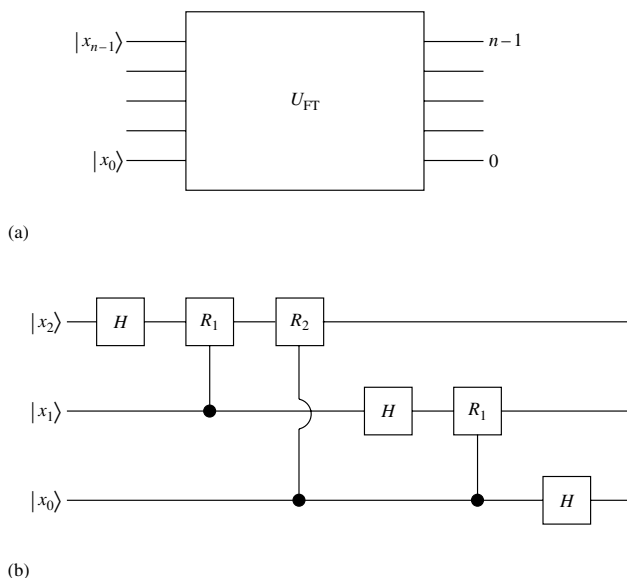 |x_{n−1}⟩ n−1
U_FT
|x_0⟩ 0
(a)
|x_2⟩ H R_1 R_2
|x_1⟩ H R_1
|x_0⟩ H
(b)